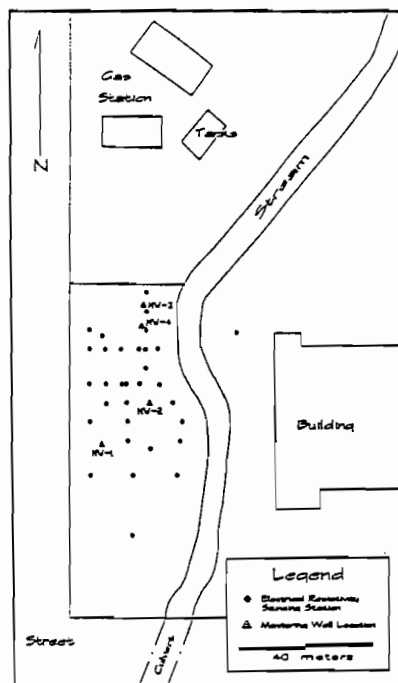 Gas
Station
Tanks
N
Stream
MW-3
MW-4
MW-2
MW-1
Building
Legend
Electrical Resistivity
Sounding Station
Monitoring Well Location
40 meters
Street
Culvert